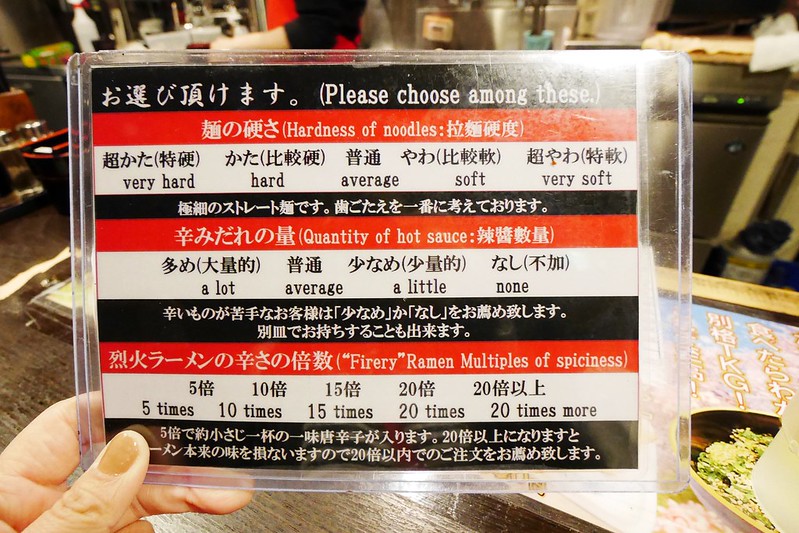 お選び頂けます。(Please choose among these.)
麺の硬さ(Hardness of noodles:拉麵硬度)
超かた(特硬) かた(比較硬) 普通 やわ(比較軟) 超やわ(特軟)
very hard hard average soft very soft
極細のストレート麺です。歯ごたえを一番に考えております。
辛みだれの量(Quantity of hot sauce:辣醬數量)
多め(大量的) 普通 少なめ(少量的) なし(不加)
a lot average a little none
辛いものが苦手なお客様は「少なめ」か「なし」をお薦め致します。
別皿でお持ちすることも出来ます。
烈火ラーメンの辛さの倍数(“Firery”Ramen Multiples of spiciness)
5倍 10倍 15倍 20倍 20倍以上
5 times 10 times 15 times 20 times 20 times more
5倍で約小さじ一杯の一味唐辛子が入ります。20倍以上になりますと
ーメン本来の味を損ないますので20倍以内でのご注文をお薦め致します。